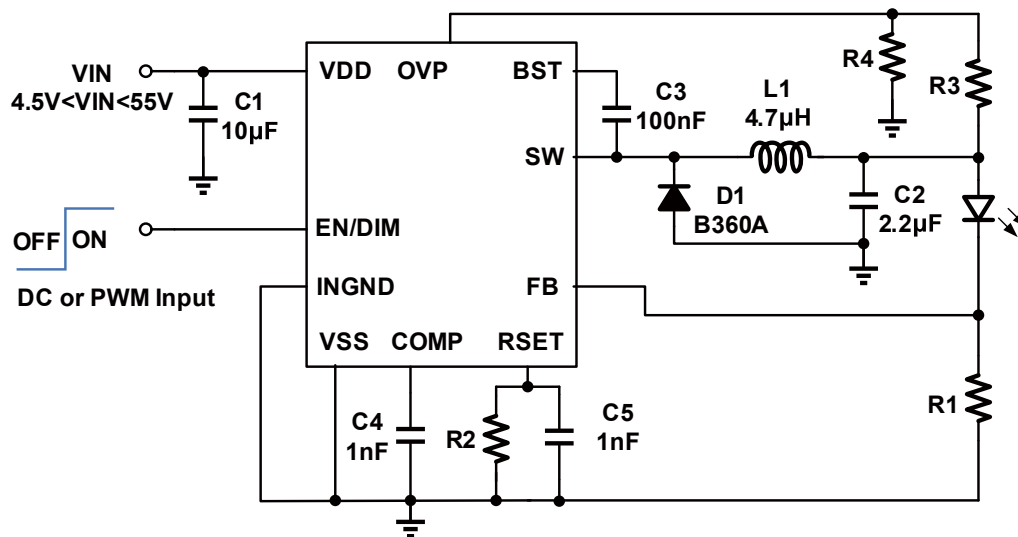 VIN
4.5V<VIN<55V
C1
10µF
VDD
OVP
BST
C3
100nF
L1
4.7µH
R4
R3
SW
D1
B360A
C2
2.2µF
OFF
ON
DC or PWM Input
EN/DIM
INGND
FB
VSS
COMP
RSET
C4
1nF
R2
C5
1nF
R1